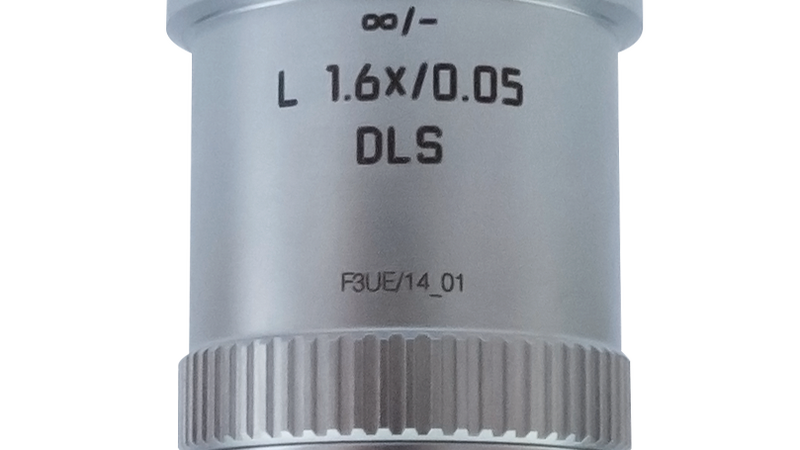 ∞/-
L 1.6x/0.05
DLS
F3UE/14_01